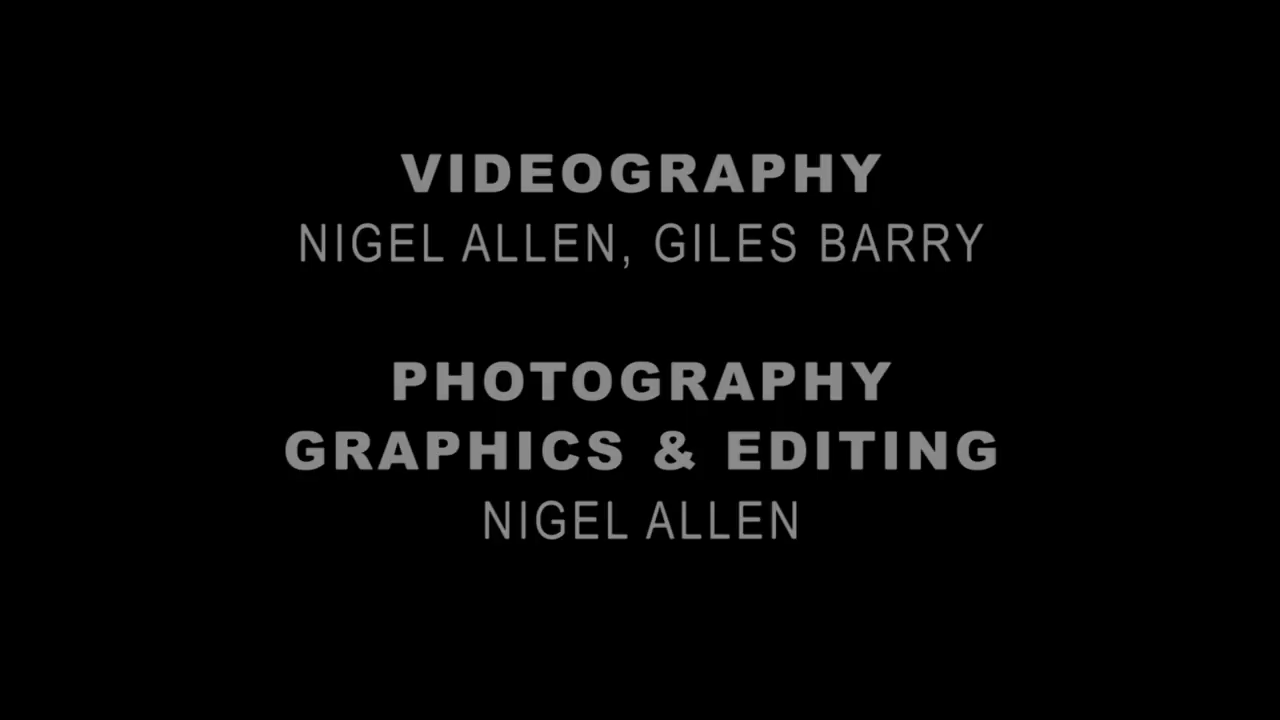 VIDEOGRAPHY
NIGEL ALLEN, GILES BARRY
PHOTOGRAPHY
GRAPHICS & EDITING
NIGEL ALLEN